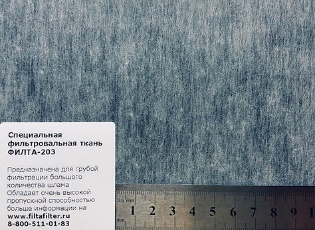 Специальная
фильтровальная ткань
ФИЛТА-203
Предназначена для грубой
фильтрации большого
количества шлама
Обладает очень высокой
пропускной способностью
больше информации на
www.filtafilter.ru
8-800-511-01-83
1 2 3 4 5 6 7 8 9 1